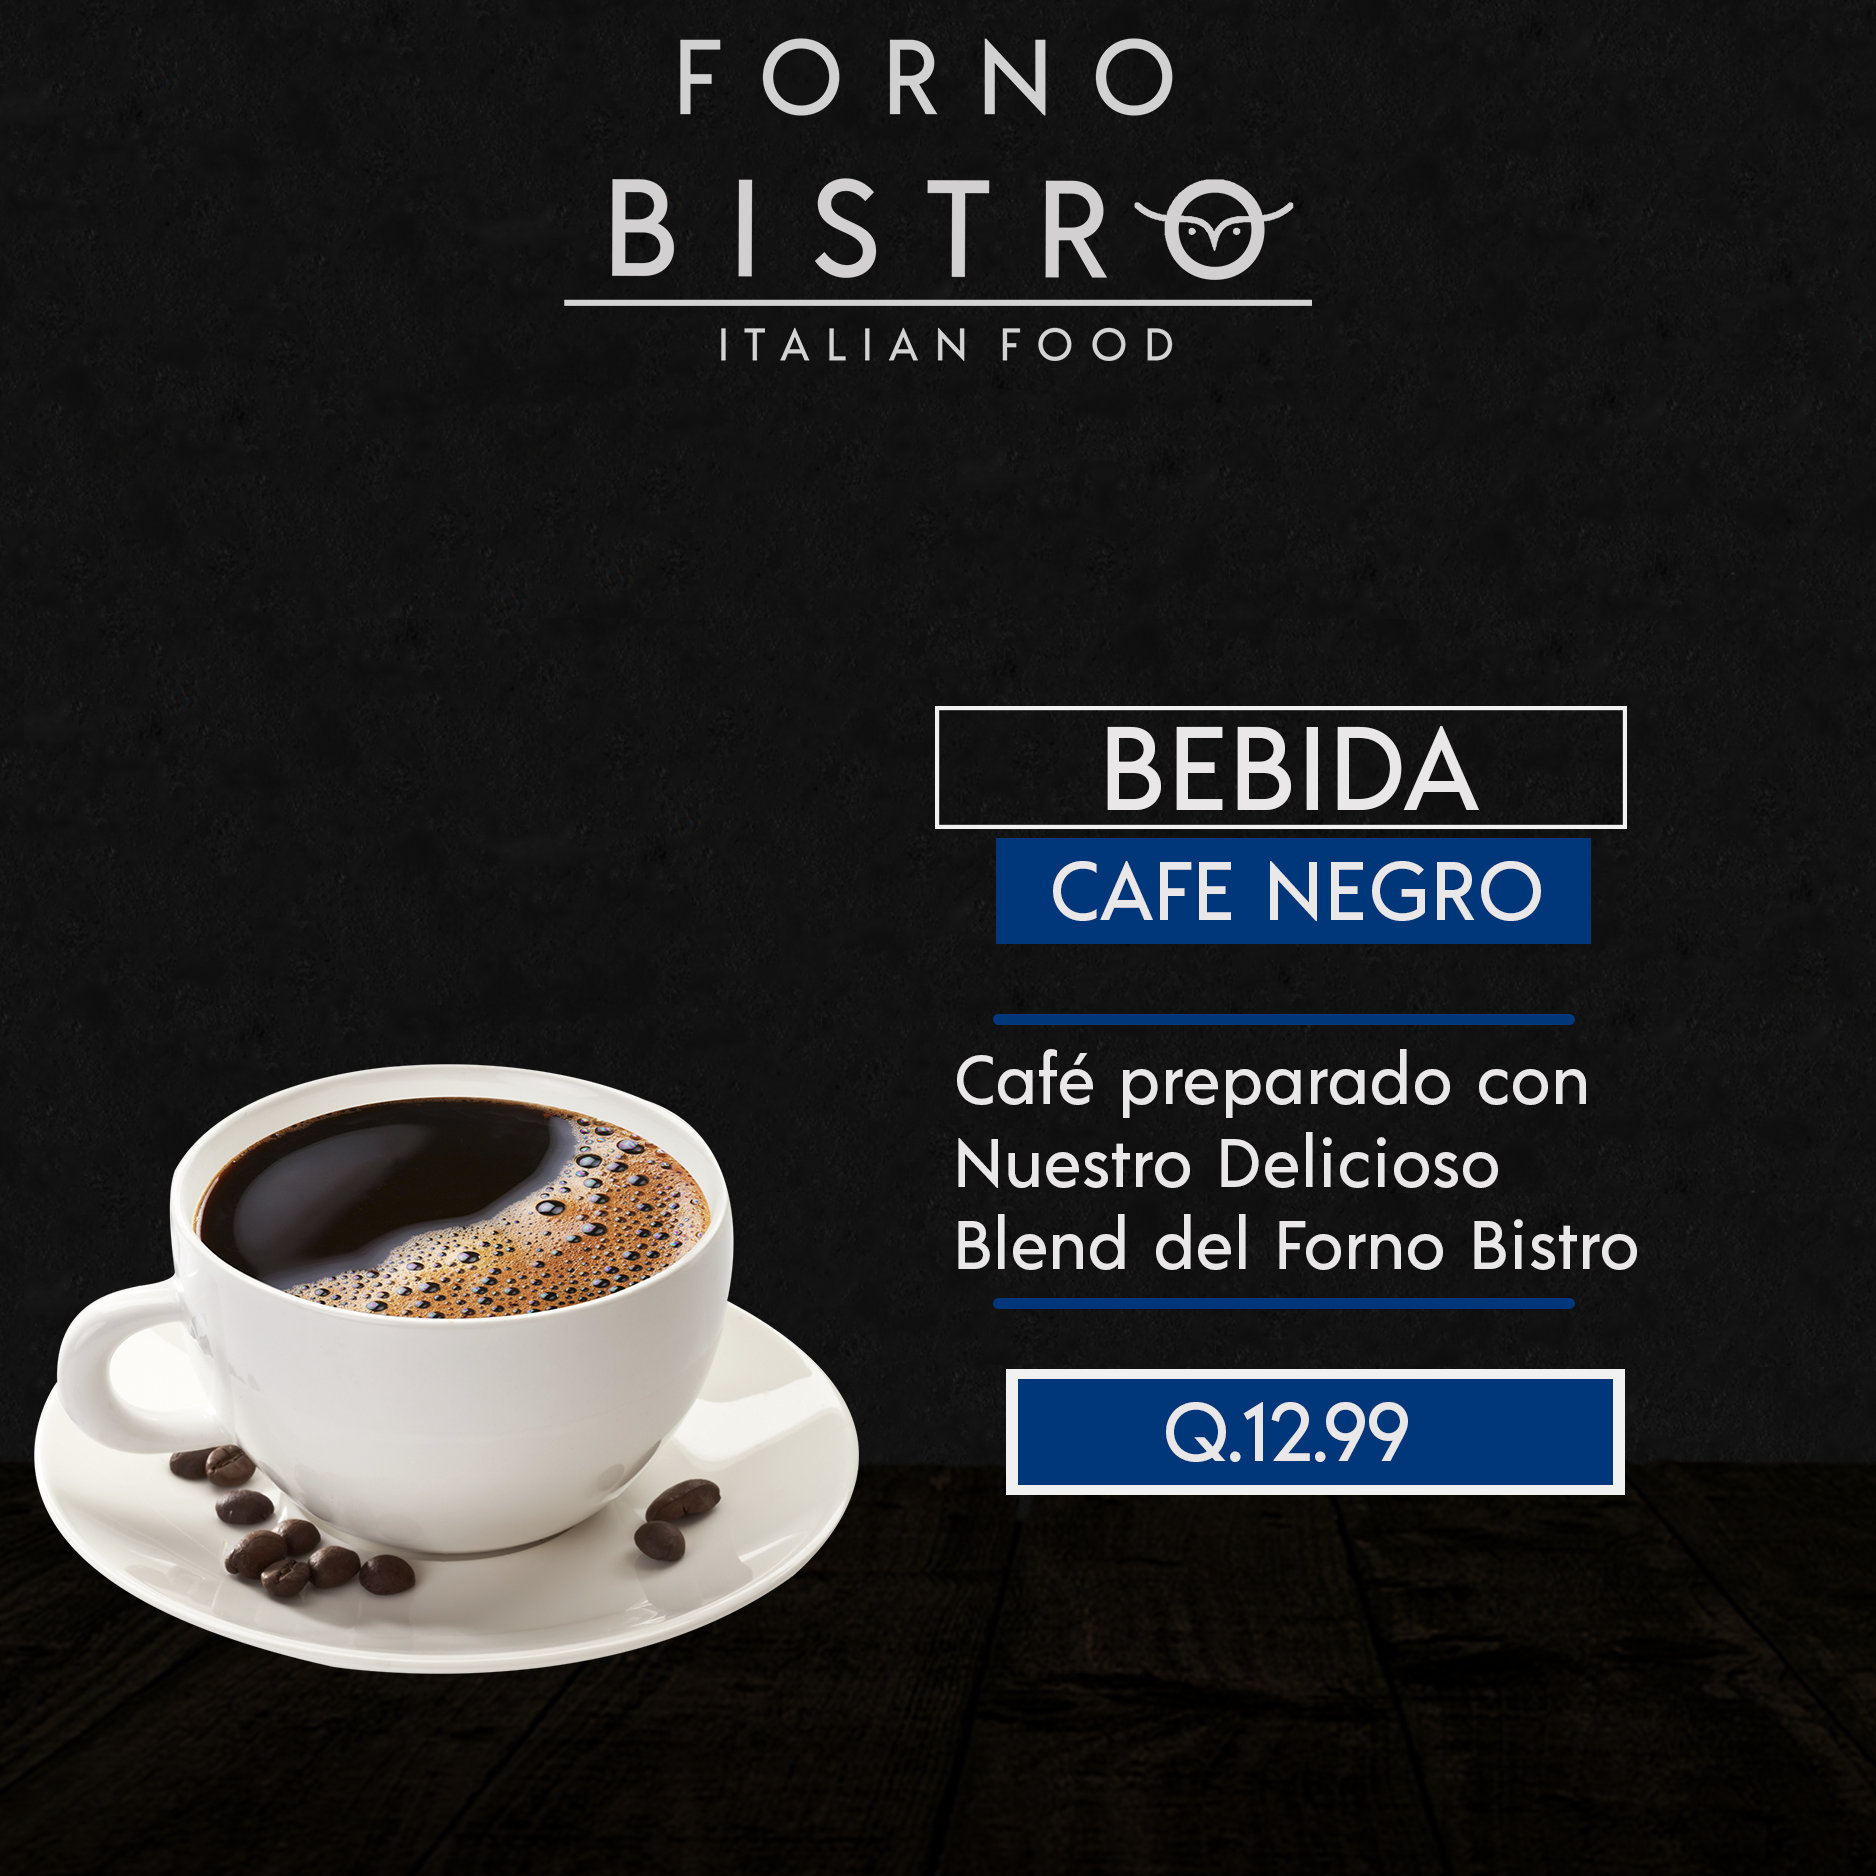 FORNO
BISTRO
ITALIAN FOOD
BEBIDA
CAFE NEGRO
Café preparado con
Nuestro Delicioso
Blend del Forno Bistro
Q.12.99